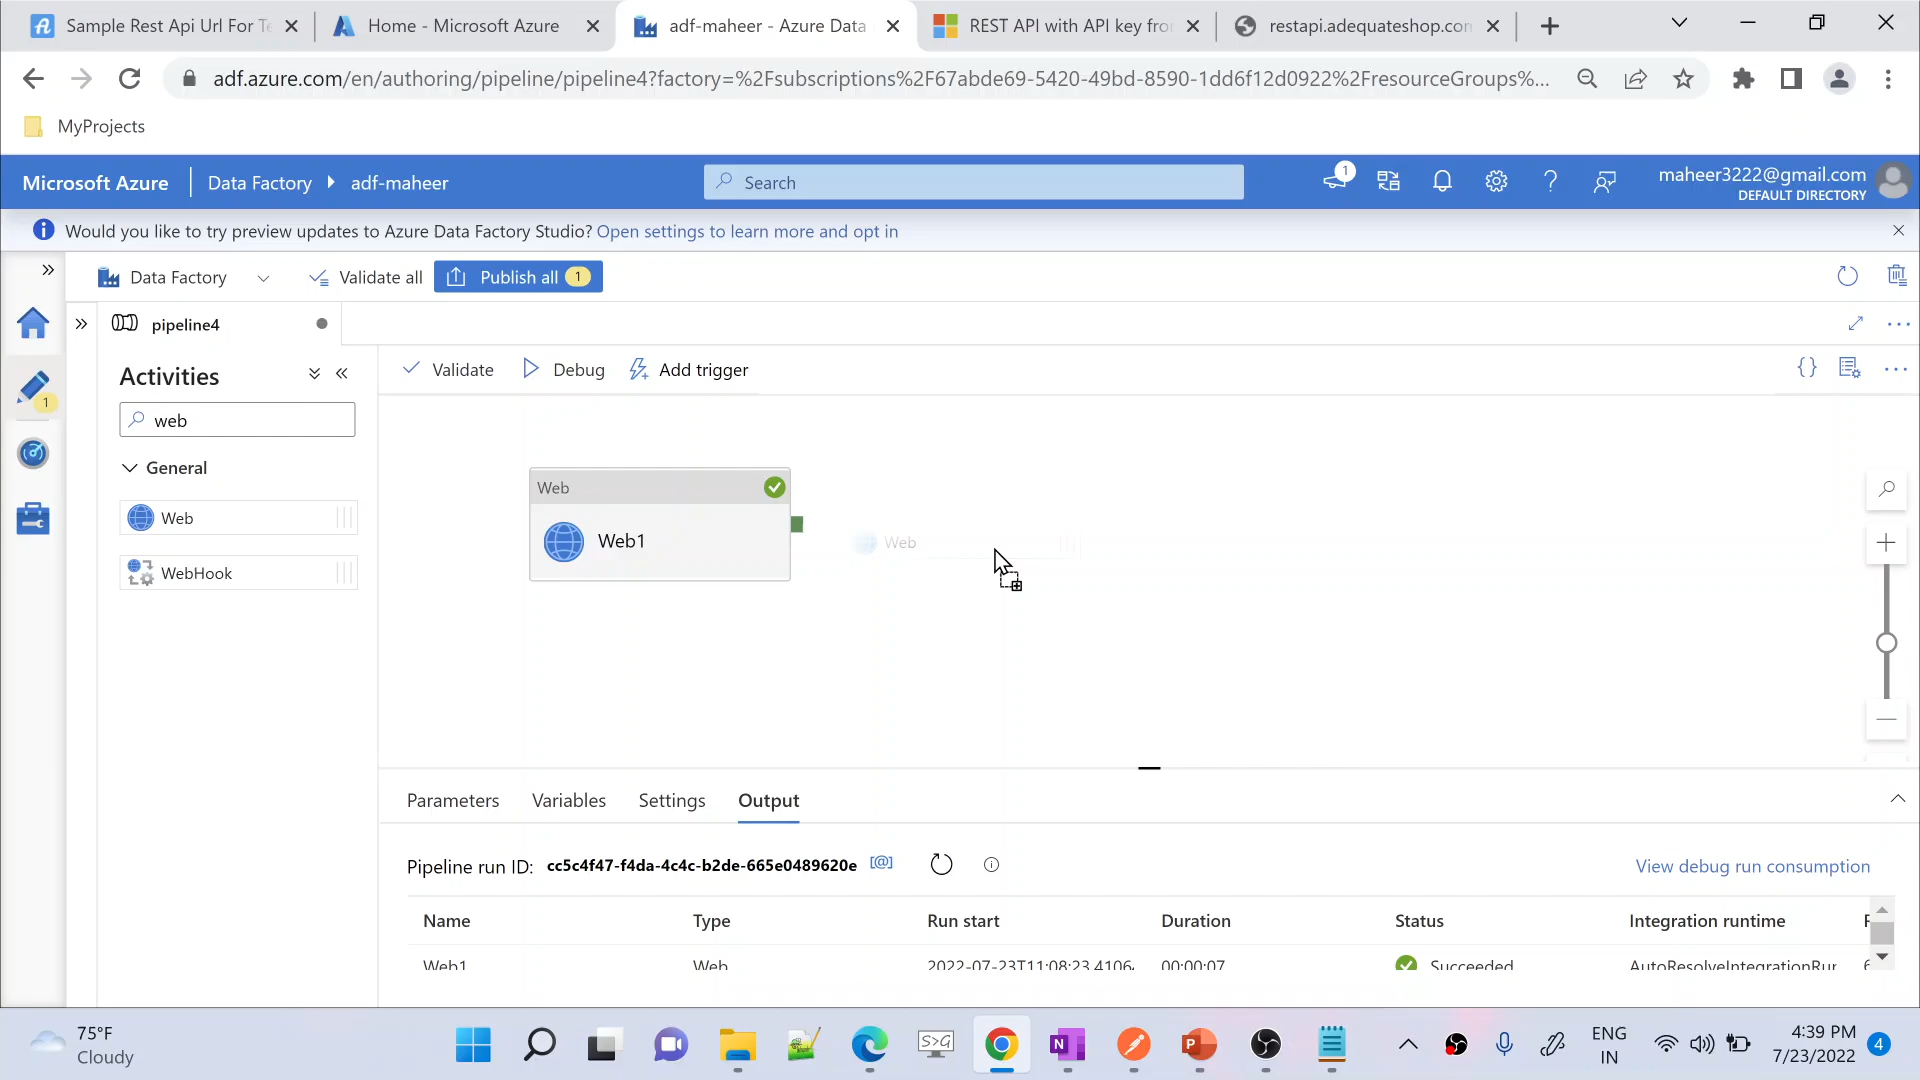 Sample Rest Api Url For Te
Home - Microsoft Azure
adf-maheer - Azure Data
REST API with API key fro
restapi.adequateshop.con
adf.azure.com/en/authoring/pipeline/pipeline4?factory=%2Fsubscriptions%2F67abde69-5420-49bd-8590-1dd6f12d0922%2FresourceGroups%...
MyProjects
Microsoft Azure
Data Factory
adf-maheer
Search
1
maheer3222@gmail.com
DEFAULT DIRECTORY
Would you like to try preview updates to Azure Data Factory Studio? Open settings to learn more and opt in
Data Factory
Validate all
Publish all 1
pipeline4
Activities
Validate
Debug
Add trigger
1
web
General
Web
WebHook
Web
Web1
Web
Parameters
Variables
Settings
Output
Pipeline run ID: cc5c4f47-f4da-4c4c-b2de-665e0489620e
View debug run consumption
Name
Type
Run start
Duration
Status
Integration runtime
Web1
Web
2022-07-23T11:08:23.4106
00:00:07
Succeeded
AutoResolveIntegrationRur
75°F
Cloudy
ENG
IN
4:39 PM
7/23/2022
4